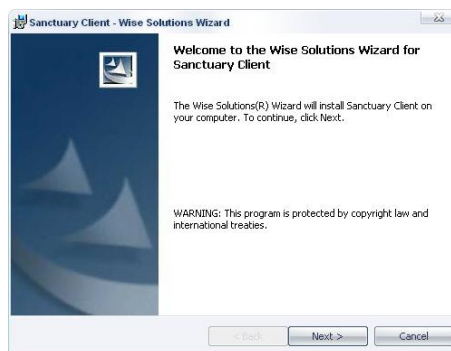 Sanctuary Client - Wise Solutions Wizard
Welcome to the Wise Solutions Wizard for
Sanctuary Client
The Wise Solutions(R) Wizard will install Sanctuary Client on
your computer. To continue, click Next.
WARNING: This program is protected by copyright law and
international treaties.
< Back
Next >
Cancel